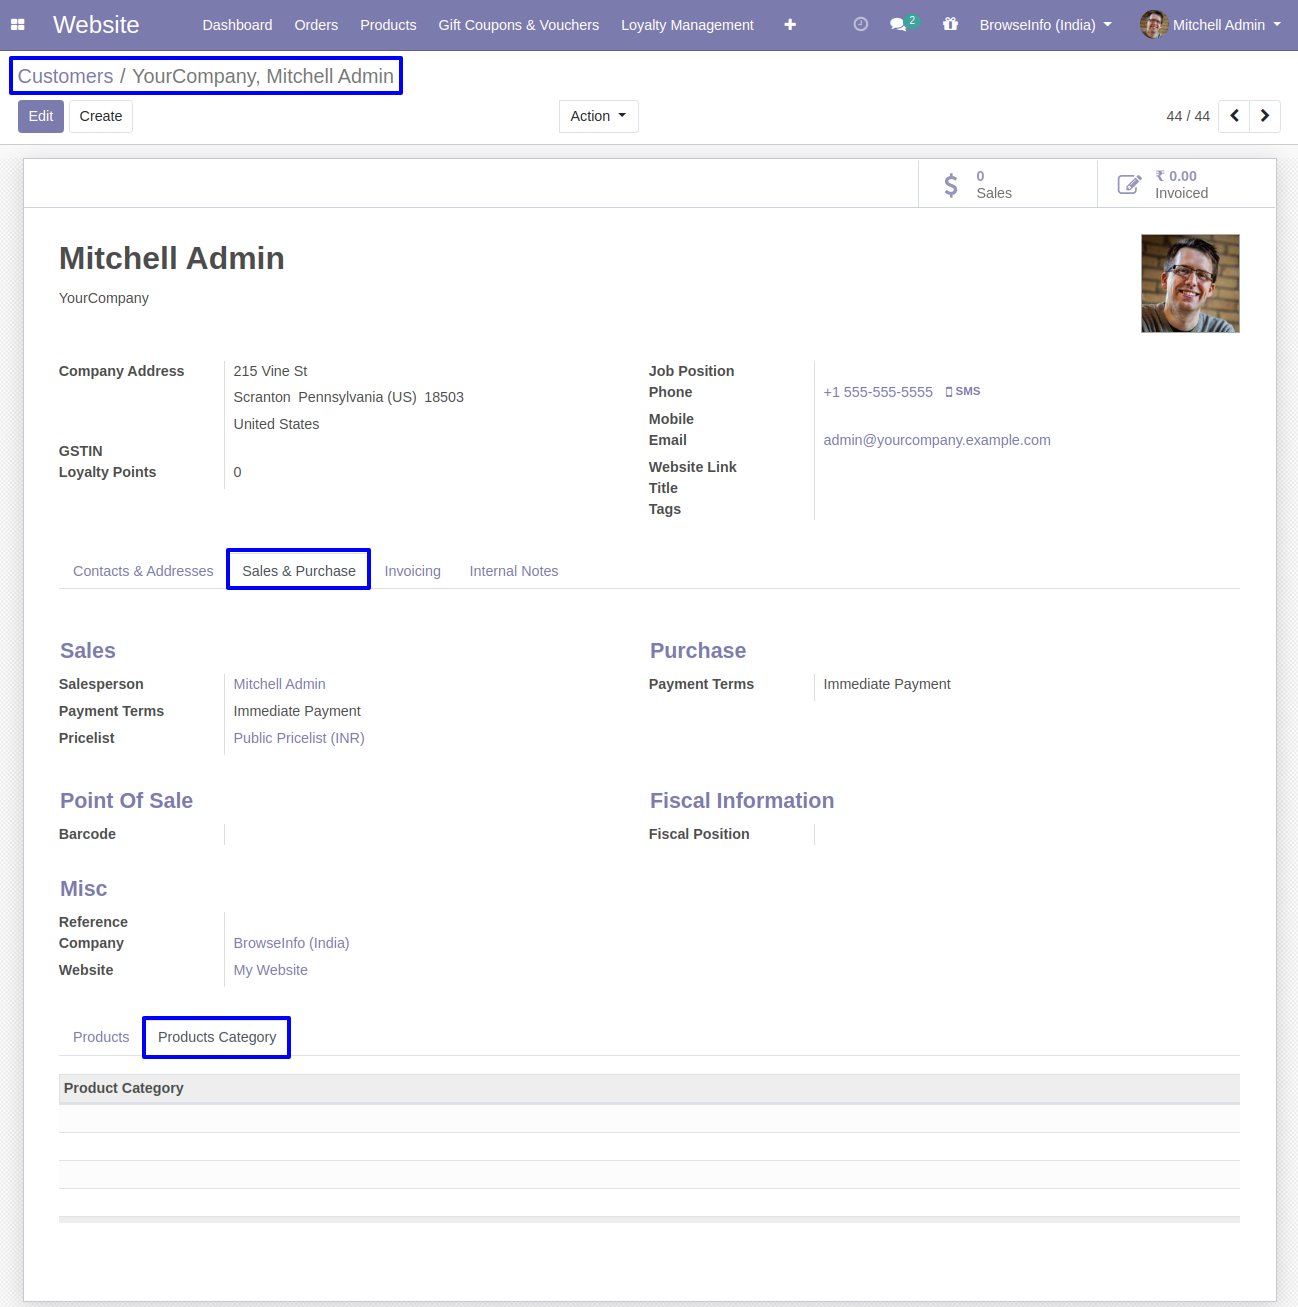 Website Dashboard Orders Products Gift Coupons & Vouchers Loyalty Management 2 BrowseInfo (India) Mitchell Admin
Customers / YourCompany, Mitchell Admin
Edit Create Action 44 / 44
0
Sales
₹ 0.00
Invoiced
Mitchell Admin
YourCompany
Company Address 215 Vine St
Scranton Pennsylvania (US) 18503
United States
GSTIN
Loyalty Points 0
Job Position
Phone +1 555-555-5555 SMS
Mobile
Email admin@yourcompany.example.com
Website Link
Title
Tags
Contacts & Addresses Sales & Purchase Invoicing Internal Notes
Sales
Salesperson Mitchell Admin
Payment Terms Immediate Payment
Pricelist Public Pricelist (INR)
Purchase
Payment Terms Immediate Payment
Point Of Sale
Barcode
Fiscal Information
Fiscal Position
Misc
Reference
Company BrowseInfo (India)
Website My Website
Products Products Category
Product Category